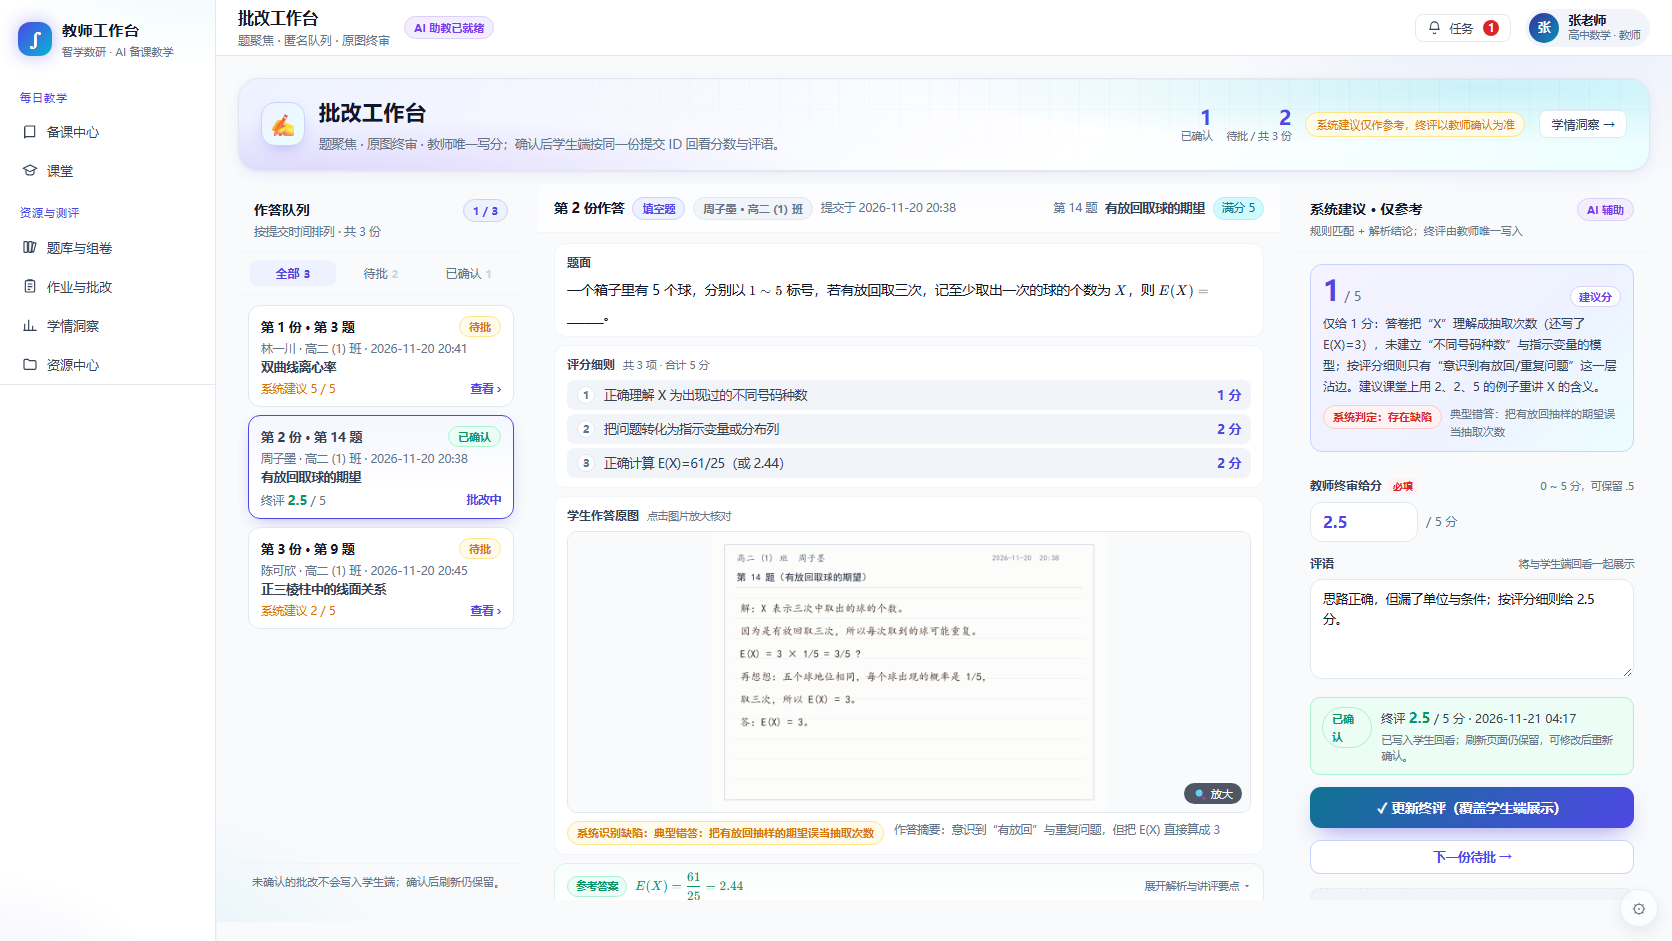 ∫
教师工作台
智学数研 · AI 备课教学
每日教学
备课中心
课堂
资源与测评
题库与组卷
作业与批改
学情洞察
资源中心
批改工作台
题聚焦 · 匿名队列 · 原图终审
AI 助教已就绪
任务 1
张
张老师
高中数学 · 教师
✍️
批改工作台
题聚焦 · 原图终审 · 教师唯一写分；确认后学生端按同一份提交 ID 回看分数与评语。
1
已确认
2
待批 / 共 3 份
系统建议仅作参考，终评以教师确认为准
学情洞察 →
作答队列
1 / 3
按提交时间排列 · 共 3 份
全部 3
待批 2
已确认 1
第 1 份 • 第 3 题
待批
林一川 · 高二 (1) 班 · 2026-11-20 20:41
双曲线离心率
系统建议 5 / 5
查看 ›
第 2 份 • 第 14 题
已确认
周子墨 · 高二 (1) 班 · 2026-11-20 20:38
有放回取球的期望
终评 2.5 / 5
批改中
第 3 份 • 第 9 题
待批
陈可欣 · 高二 (1) 班 · 2026-11-20 20:45
正三棱柱中的线面关系
系统建议 2 / 5
查看 ›
未确认的批改不会写入学生端；确认后刷新仍保留。
第 2 份作答
填空题
周子墨 • 高二 (1) 班
提交于 2026-11-20 20:38
第 14 题 有放回取球的期望
满分 5
题面
一个箱子里有 5 个球，分别以 1 ∼ 5 标号，若有放回取三次，记至少取出一次的球的个数为 X，则 E(X) =
______。
评分细则 共 3 项 · 合计 5 分
1 正确理解 X 为出现过的不同号码种数 1 分
2 把问题转化为指示变量或分布列 2 分
3 正确计算 E(X)=61/25（或 2.44） 2 分
学生作答原图 点击图片放大核对
高二 (1) 班 周子墨 2026-11-20 20:38
第 14 题（有放回取球的期望）
解：X 表示三次中取出的球的个数。
因为是有放回取三次，所以每次取到的球可能重复。
E(X) = 3 × 1/5 = 3/5 ?
再想想：五个球地位相同，每个球出现的概率是 1/5，
取三次，所以 E(X) = 3。
答：E(X) = 3。
放大
系统识别缺陷：典型错答：把有放回抽样的期望误当抽取次数
作答摘要：意识到“有放回”与重复问题，但把 E(X) 直接算成 3
参考答案 E(X) = 61/25 = 2.44
展开解析与讲评要点
系统建议 • 仅参考
AI 辅助
规则匹配 + 解析结论；终评由教师唯一写入
1 / 5
建议分
仅给 1 分：答卷把“X”理解成抽取次数（还写了
E(X)=3），未建立“不同号码种数”与指示变量的模
型；按评分细则只有“意识到有放回/重复问题”这一层
沾边。建议课堂上用 2、2、5 的例子重讲 X 的含义。
系统判定：存在缺陷
典型错答：把有放回抽样的期望误
当抽取次数
教师终审给分 必填
0 ~ 5 分，可保留 .5
2.5 / 5 分
评语
将与学生端回看一起展示
思路正确，但漏了单位与条件；按评分细则给 2.5
分。
已确
认
终评 2.5 / 5 分 · 2026-11-21 04:17
已写入学生回看；刷新页面仍保留，可修改后重新
确认。
✓ 更新终评（覆盖学生端展示）
下一份待批 →